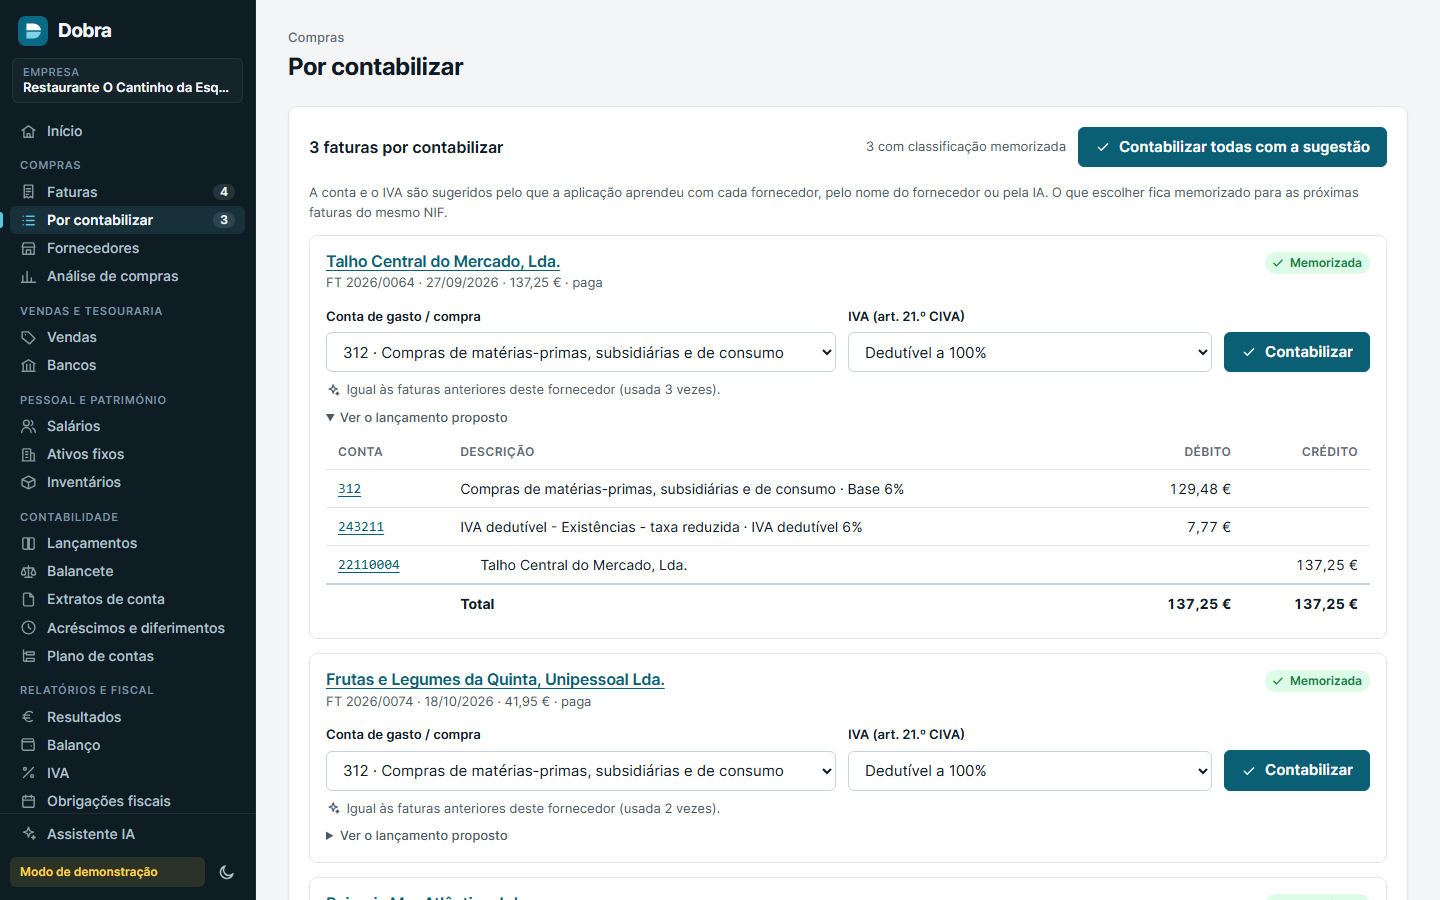 Dobra
EMPRESA
Restaurante O Cantinho da Esq...
Início
COMPRAS
Faturas 4
Por contabilizar 3
Fornecedores
Análise de compras
VENDAS E TESOURARIA
Vendas
Bancos
PESSOAL E PATRIMÓNIO
Salários
Ativos fixos
Inventários
CONTABILIDADE
Lançamentos
Balancete
Extratos de conta
Acréscimos e diferimentos
Plano de contas
RELATÓRIOS E FISCAL
Resultados
Balanço
IVA
Obrigações fiscais
Assistente IA
Modo de demonstração
Compras
Por contabilizar
3 faturas por contabilizar
3 com classificação memorizada
Contabilizar todas com a sugestão
A conta e o IVA são sugeridos pelo que a aplicação aprendeu com cada fornecedor, pelo nome do fornecedor ou pela IA. O que escolher fica memorizado para as próximas
faturas do mesmo NIF.
Talho Central do Mercado, Lda.
Memorizada
FT 2026/0064 · 27/09/2026 · 137,25 € · paga
Conta de gasto / compra
IVA (art. 21.º CIVA)
312 · Compras de matérias-primas, subsidiárias e de consumo
Dedutível a 100%
Contabilizar
Igual às faturas anteriores deste fornecedor (usada 3 vezes).
Ver o lançamento proposto
CONTA DESCRIÇÃO DÉBITO CRÉDITO
312 Compras de matérias-primas, subsidiárias e de consumo · Base 6% 129,48 €
243211 IVA dedutível - Existências - taxa reduzida · IVA dedutível 6% 7,77 €
22110004 Talho Central do Mercado, Lda. 137,25 €
Total 137,25 € 137,25 €
Frutas e Legumes da Quinta, Unipessoal Lda.
Memorizada
FT 2026/0074 · 18/10/2026 · 41,95 € · paga
Conta de gasto / compra
IVA (art. 21.º CIVA)
312 · Compras de matérias-primas, subsidiárias e de consumo
Dedutível a 100%
Contabilizar
Igual às faturas anteriores deste fornecedor (usada 2 vezes).
Ver o lançamento proposto